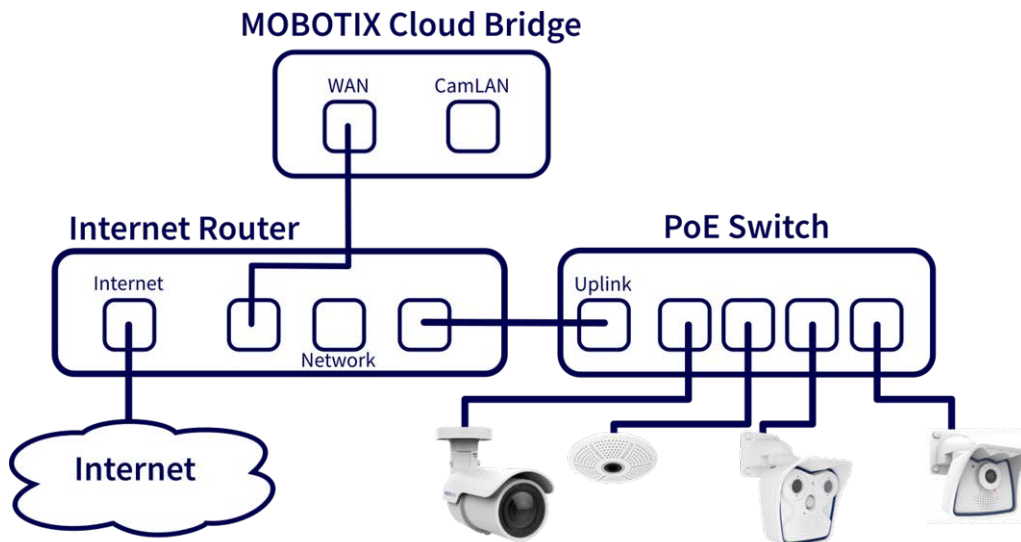 MOBOTIX Cloud Bridge
WAN
CamLAN
Internet Router
PoE Switch
Internet
Uplink
Network
Internet